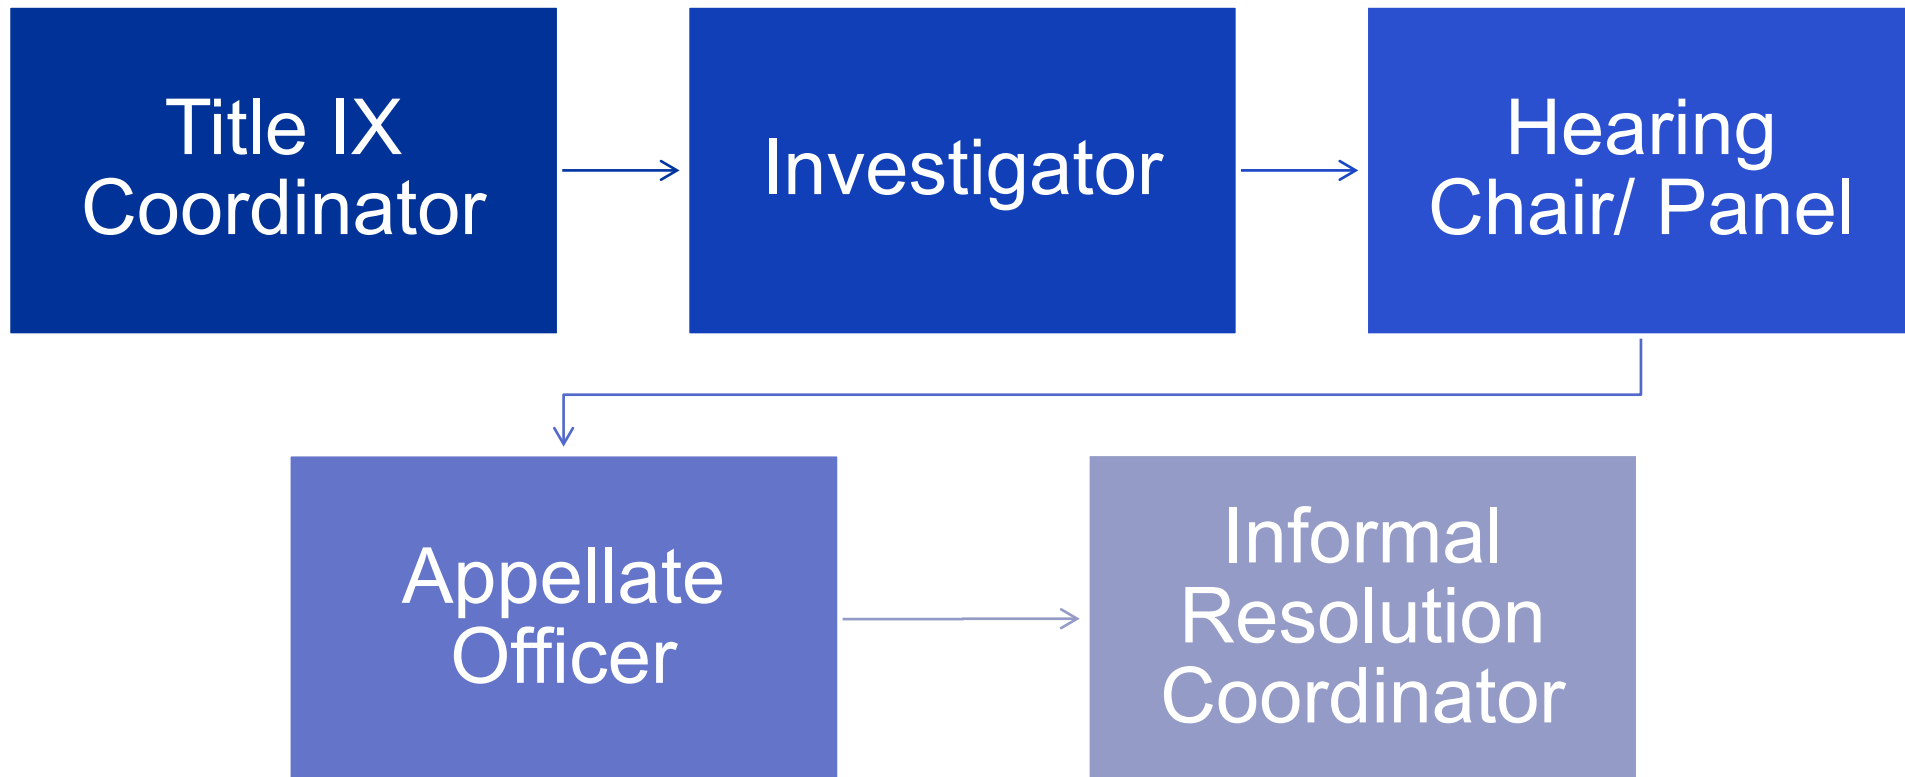 Title IX
Coordinator
Investigator
Hearing
Chair/ Panel
Appellate
Officer
Informal
Resolution
Coordinator